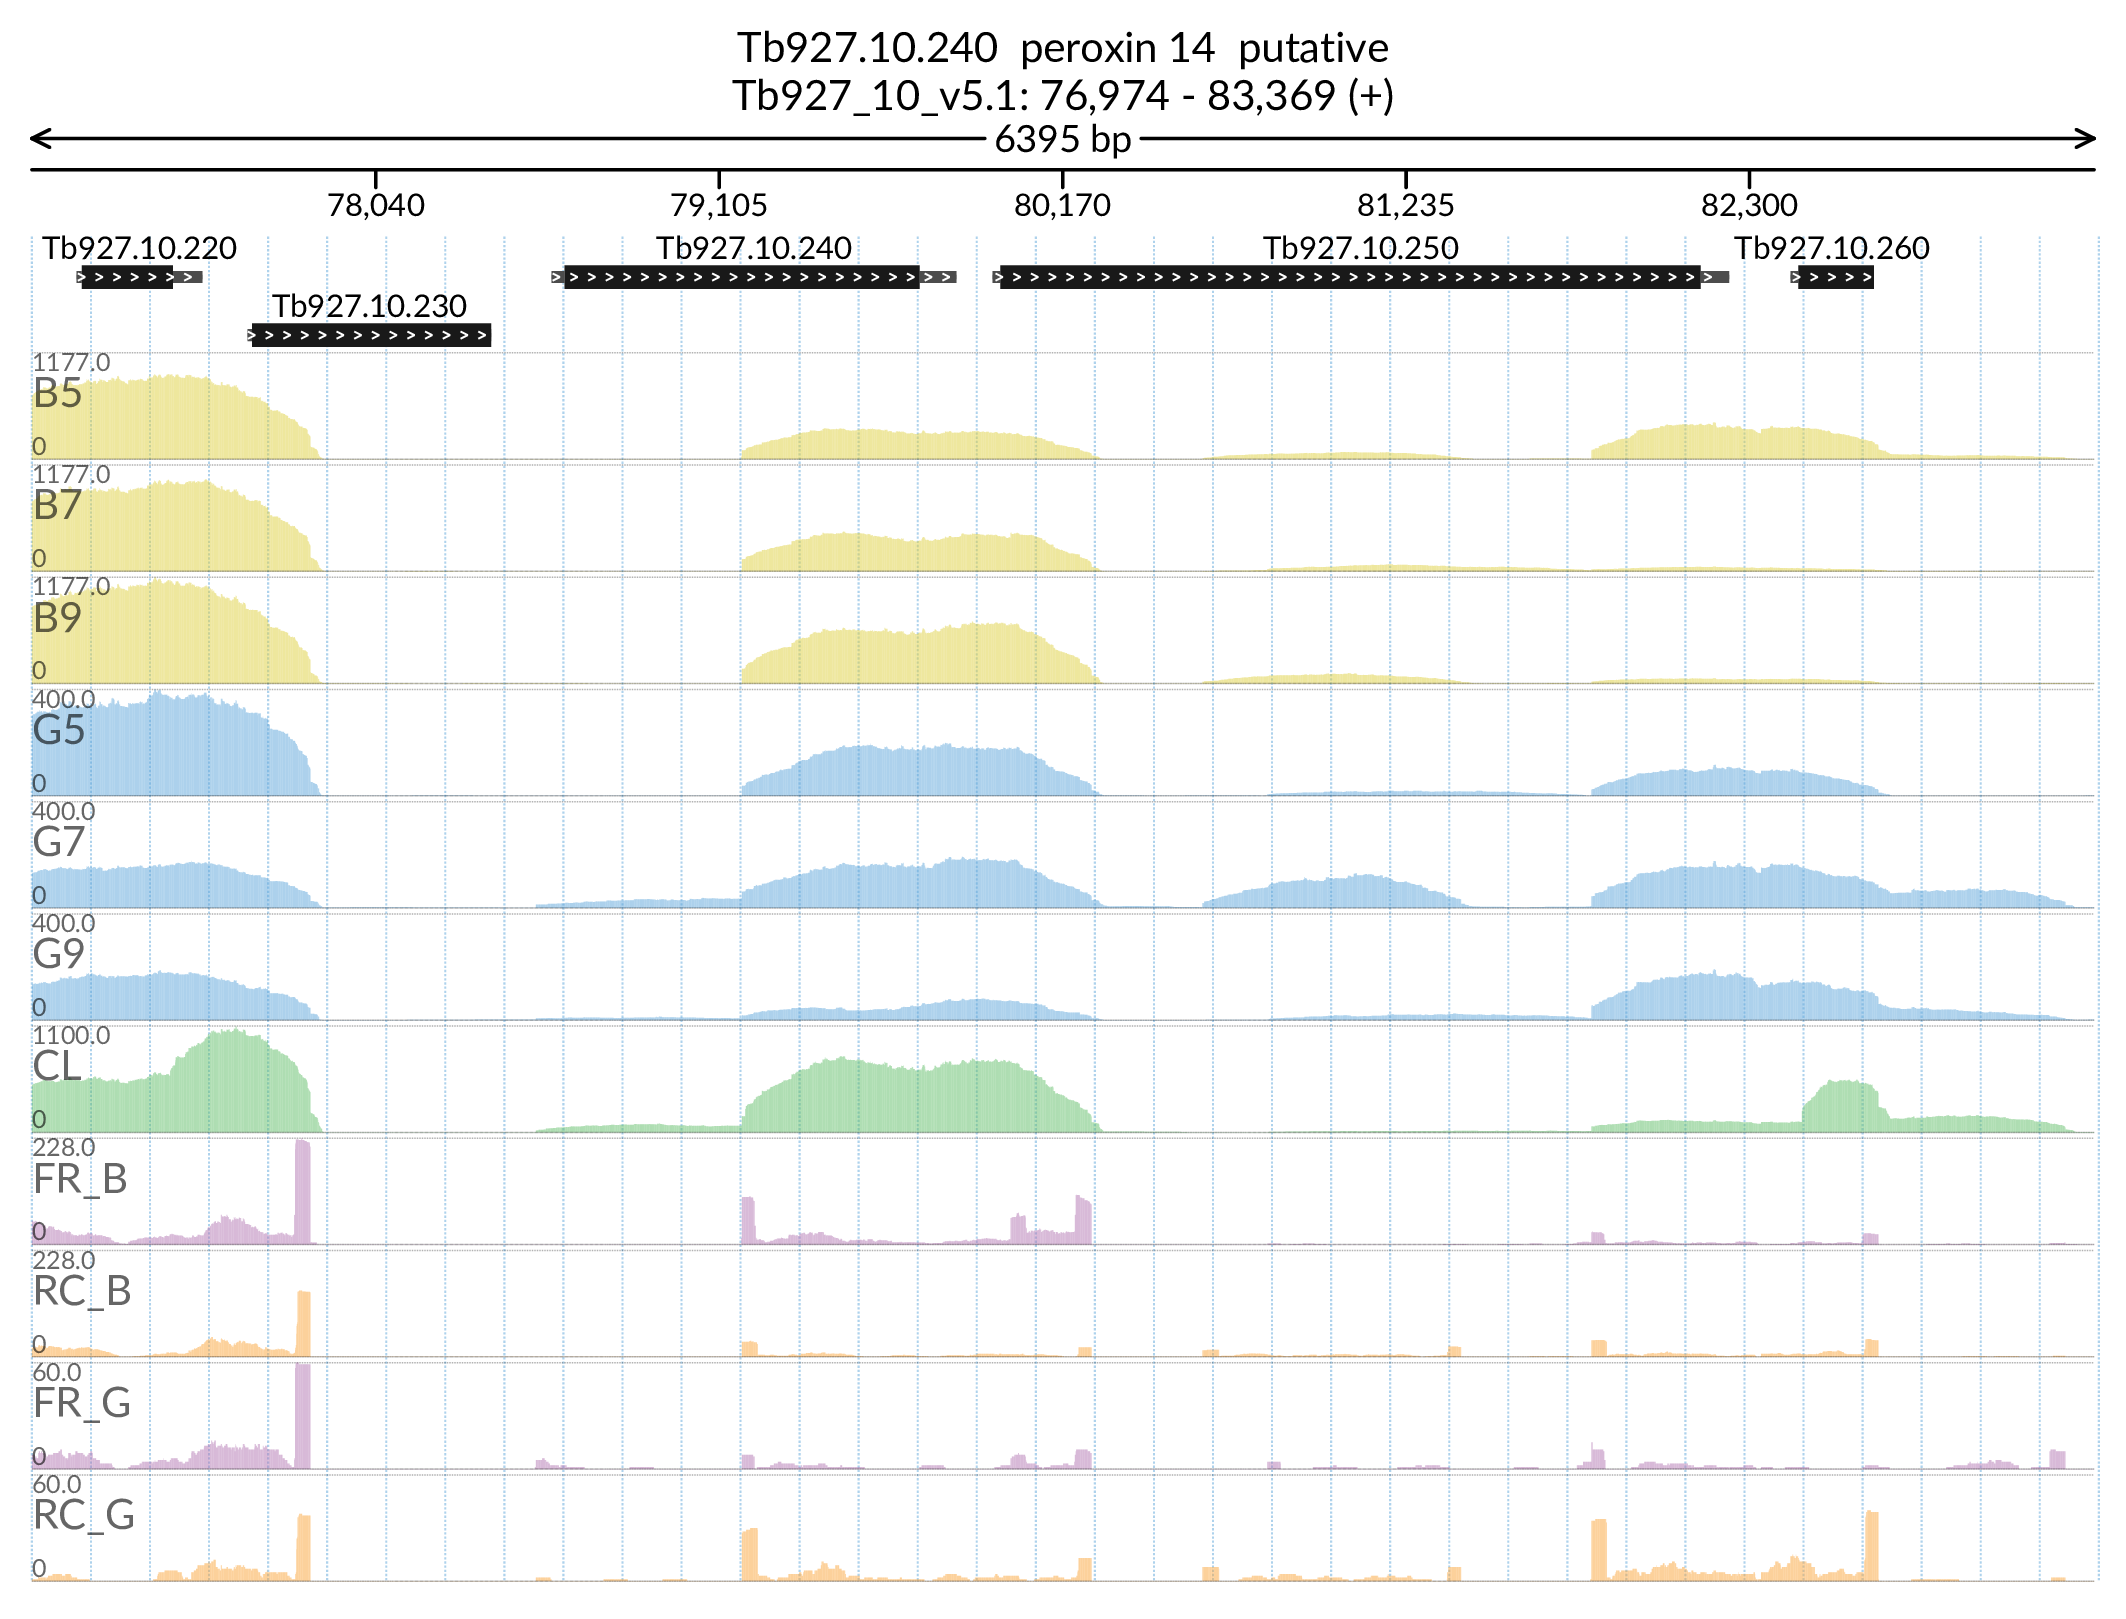 Tb927.10.240  peroxin 14  putative
Tb927_10_v5.1: 76,974 - 83,369 (+)
6395 bp
78,040 79,105 80,170 81,235 82,300
Tb927.10.220 Tb927.10.240 Tb927.10.250 Tb927.10.260
Tb927.10.230
1177.0
B5
0
1177.0
B7
0
1177.0
B9
0
400.0
G5
0
400.0
G7
0
400.0
G9
0
1100.0
CL
0
228.0
FR_B
0
228.0
RC_B
0
60.0
FR_G
0
60.0
RC_G
0